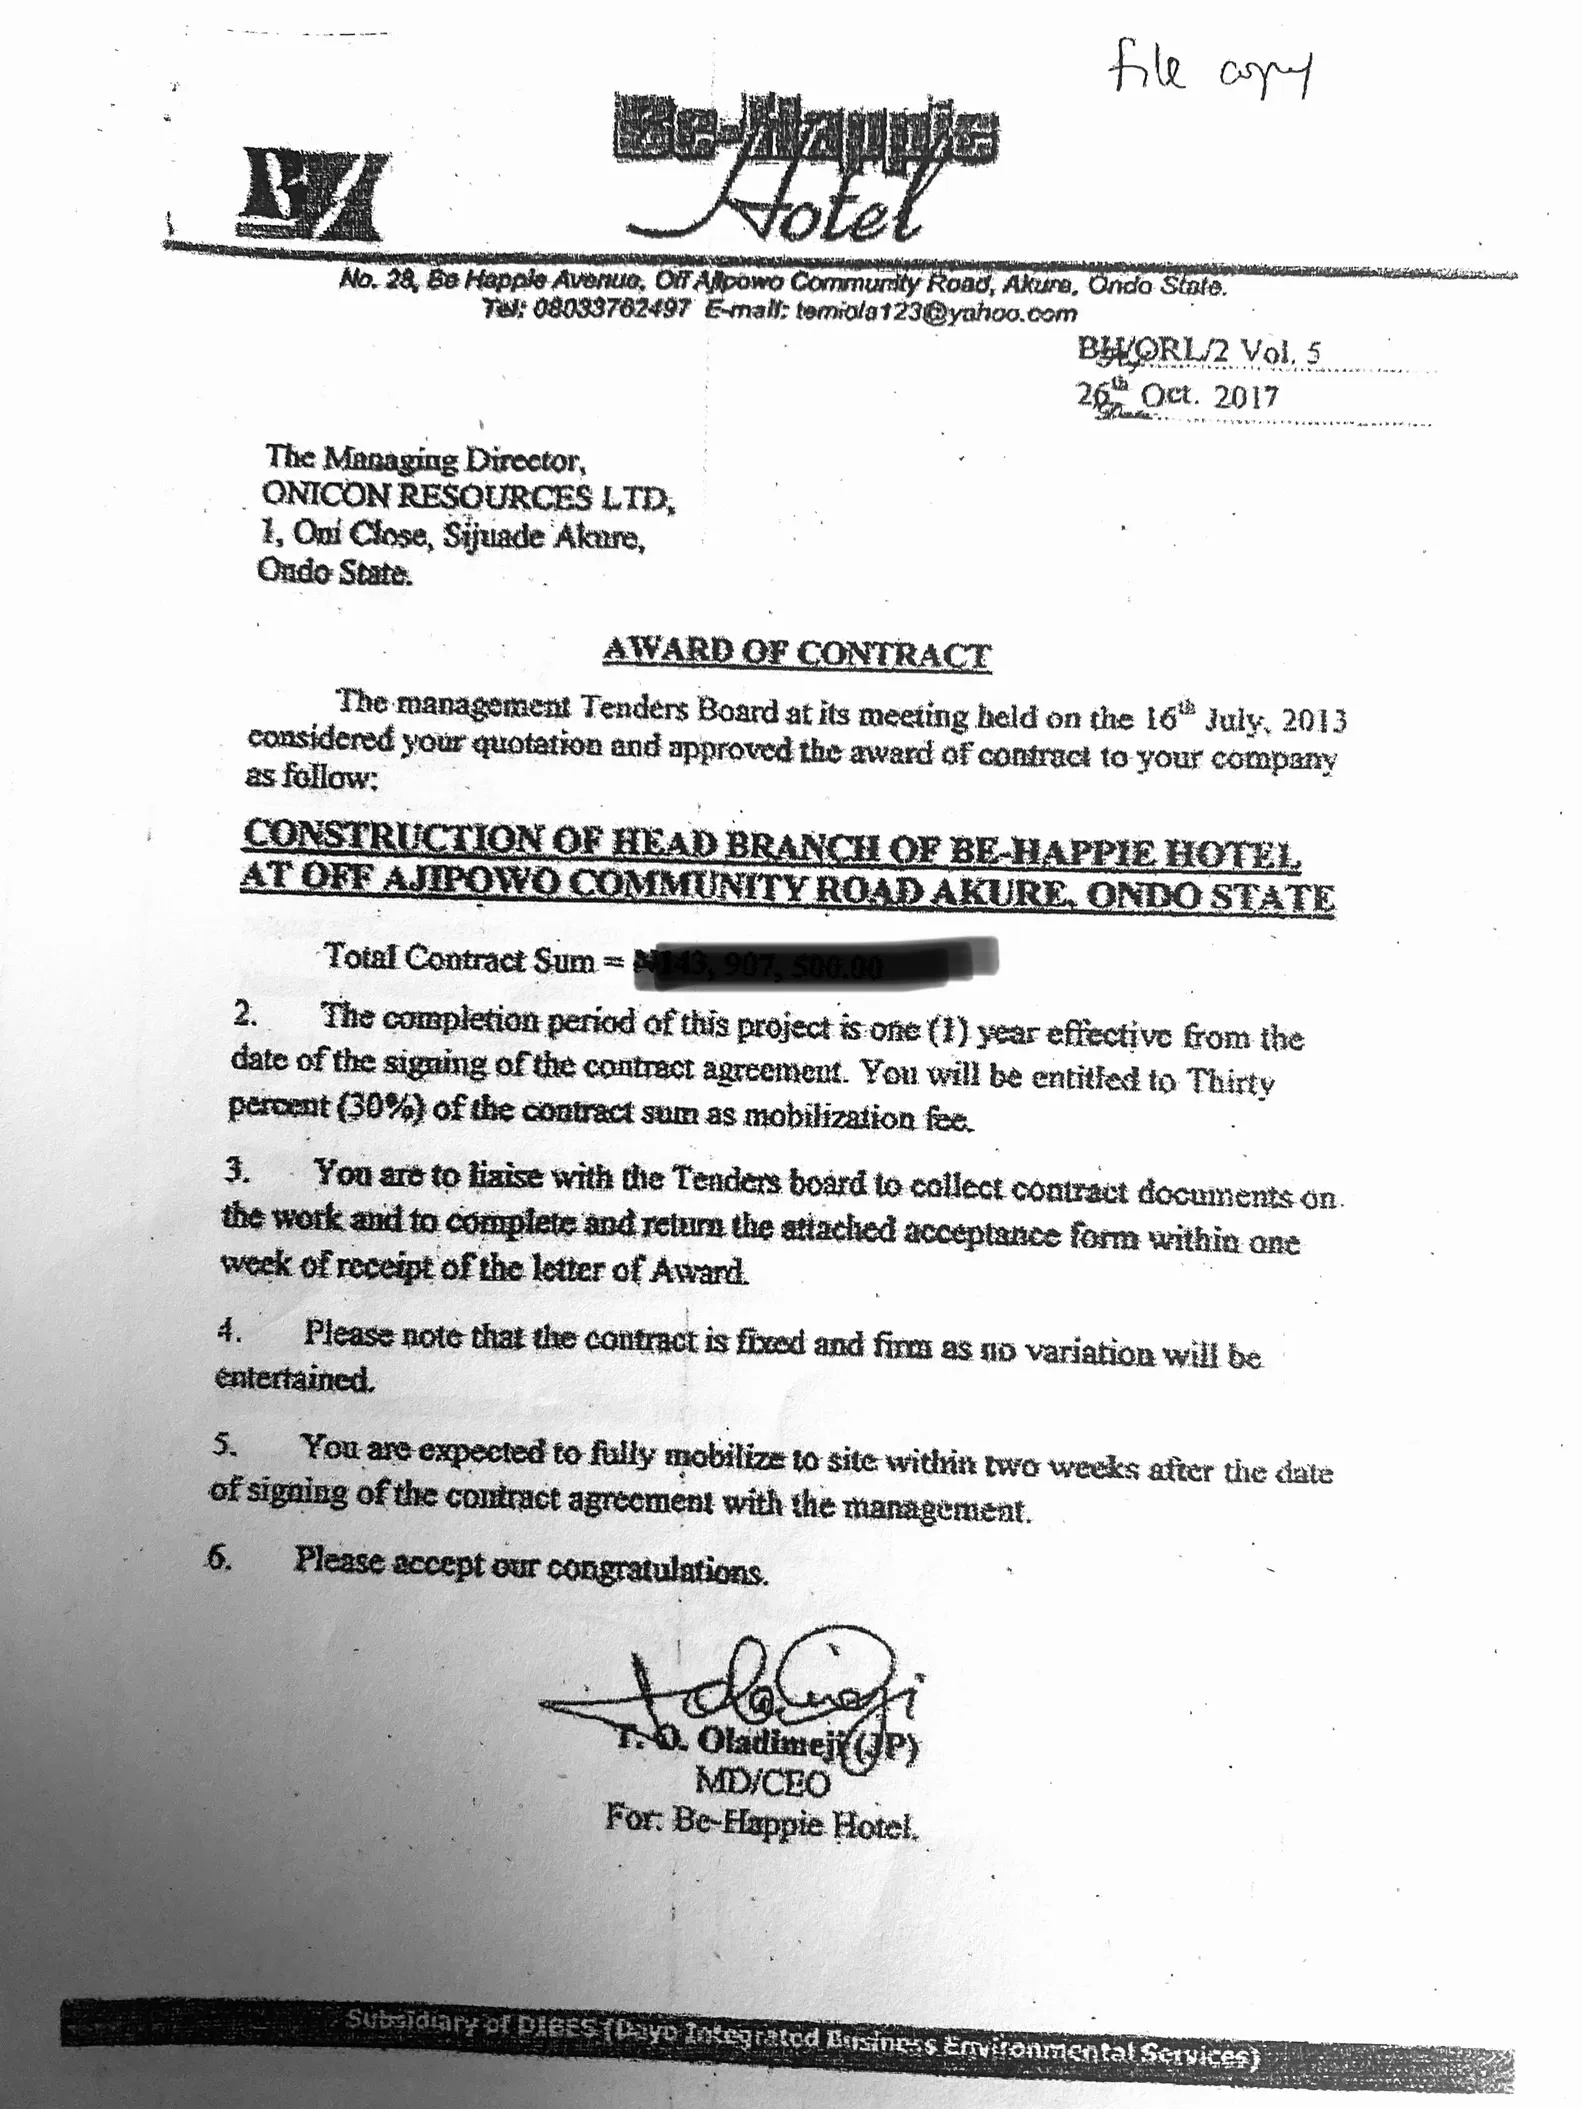 file copy
Be-Happie
Hotel
No. 28, Be Happie Avenue, Off Ajipowo Community Road, Akure, Ondo State.
Tel: 08033762497 E-mail: temiola123@yahoo.com
BH/ORL/2 Vol. 5
26th Oct. 2017
The Managing Director,
ONICON RESOURCES LTD,
1, Oni Close, Sijuade Akure,
Ondo State.
AWARD OF CONTRACT
The management Tenders Board at its meeting held on the 16th July, 2013
considered your quotation and approved the award of contract to your company
as follow:
CONSTRUCTION OF HEAD BRANCH OF BE-HAPPIE HOTEL
AT OFF AJIPOWO COMMUNITY ROAD AKURE, ONDO STATE
Total Contract Sum =
2. The completion period of this project is one (1) year effective from the
date of the signing of the contract agreement. You will be entitled to Thirty
percent (30%) of the contract sum as mobilization fee.
3. You are to liaise with the Tenders board to collect contract documents on
the work and to complete and return the attached acceptance form within one
week of receipt of the letter of Award.
4. Please note that the contract is fixed and firm as no variation will be
entertained.
5. You are expected to fully mobilize to site within two weeks after the date
of signing of the contract agreement with the management.
6. Please accept our congratulations.
T. O. Oladimeji (JP)
MD/CEO
For: Be-Happie Hotel.
Subsidiary of DIBES (Dayo Integrated Business Environmental Services)